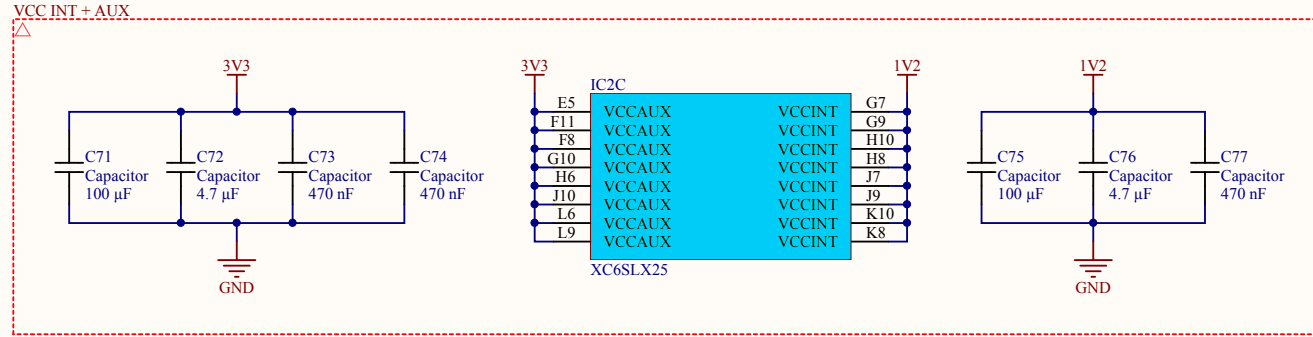 VCC INT + AUX
3V3
C71
Capacitor
100 µF
C72
Capacitor
4.7 µF
C73
Capacitor
470 nF
C74
Capacitor
470 nF
GND
3V3
1V2
IC2C
E5 VCCAUX VCCINT G7
F11 VCCAUX VCCINT G9
F8 VCCAUX VCCINT H10
G10 VCCAUX VCCINT H8
H6 VCCAUX VCCINT J7
J10 VCCAUX VCCINT J9
L6 VCCAUX VCCINT K10
L9 VCCAUX VCCINT K8
XC6SLX25
1V2
C75
Capacitor
100 µF
C76
Capacitor
4.7 µF
C77
Capacitor
470 nF
GND